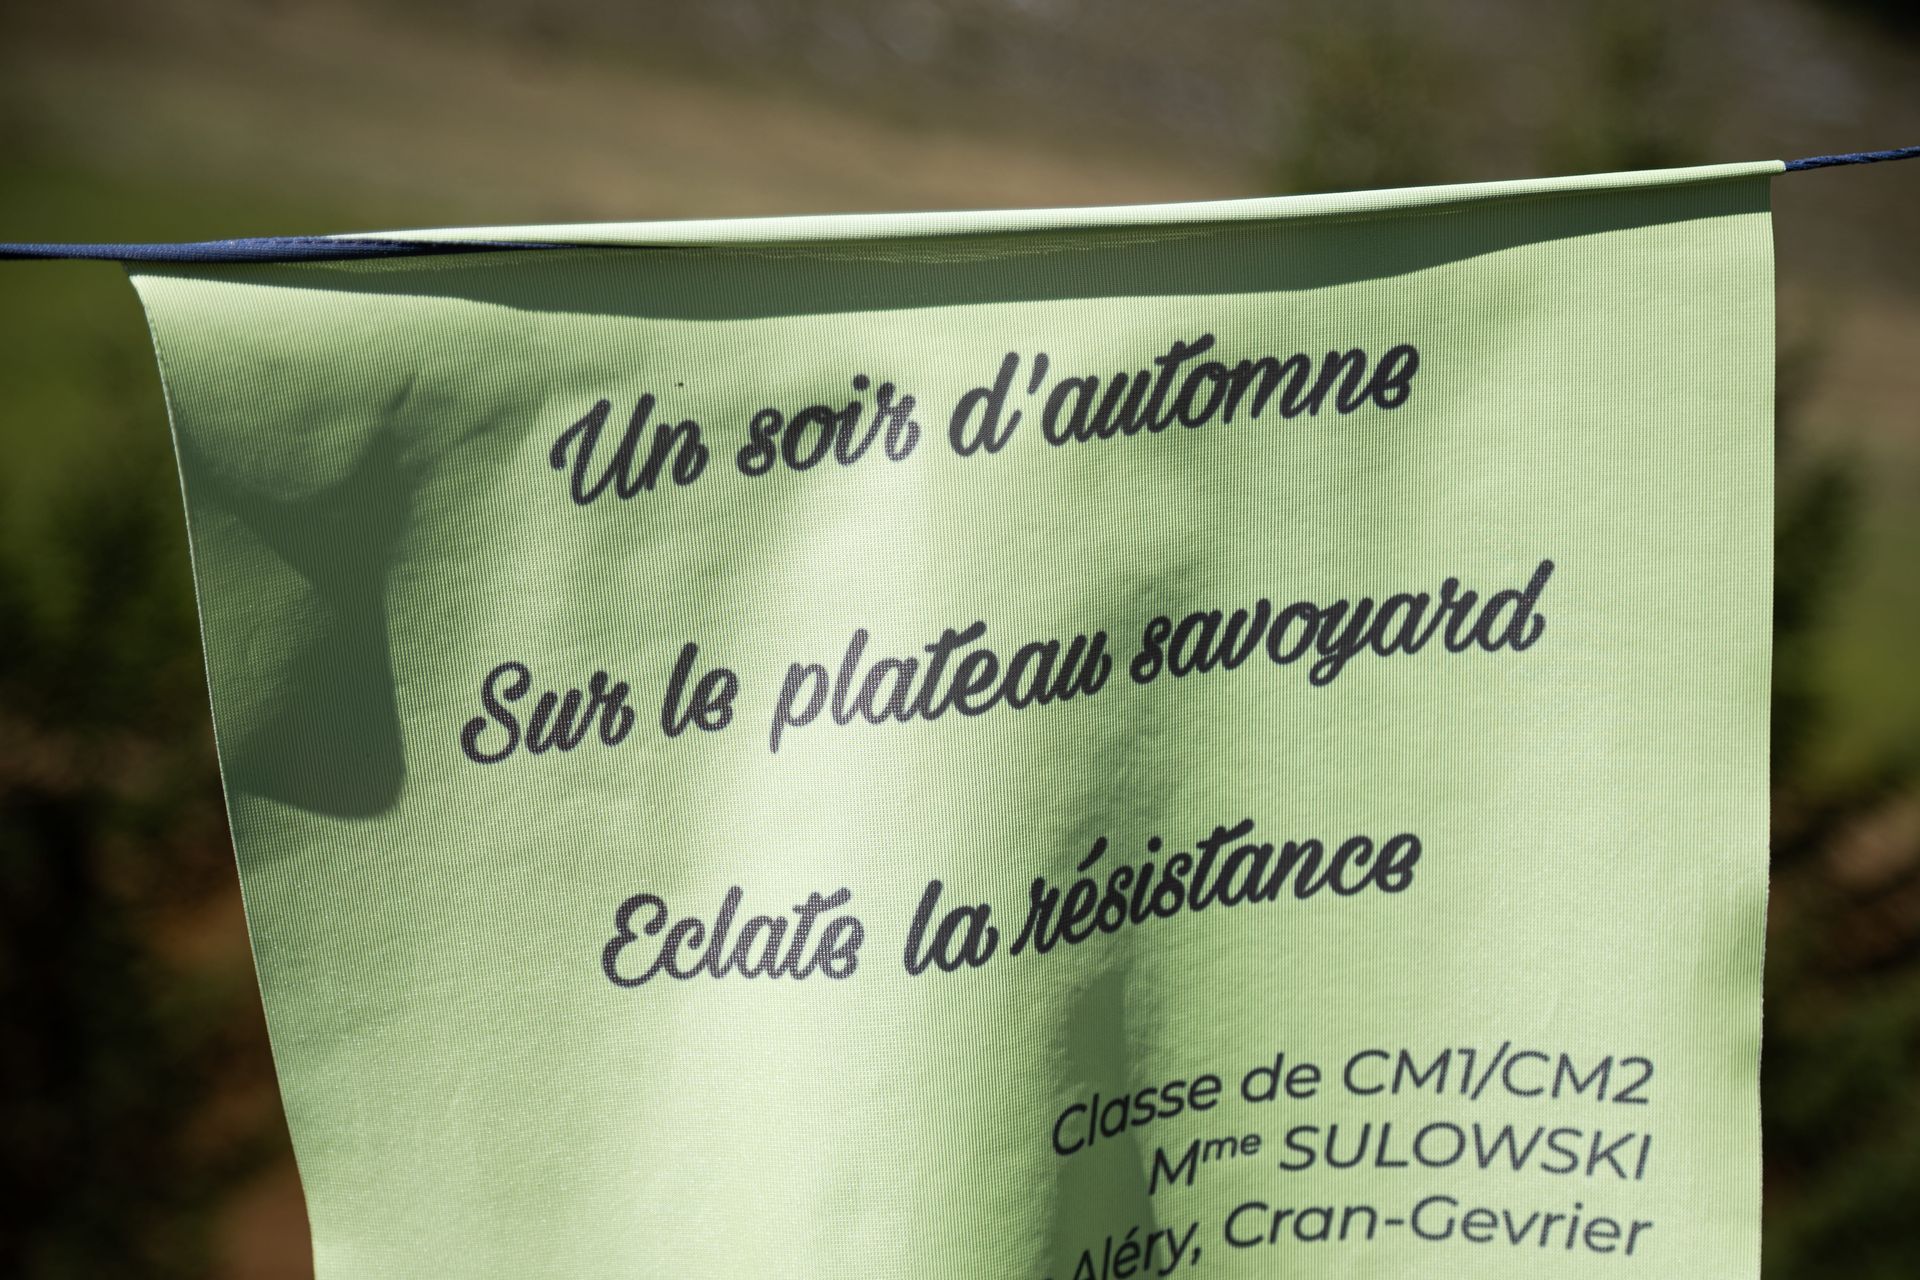 Un soir d'automne
Sur le plateau savoyard
Eclate la résistance
Classe de CM1/CM2
Mme SULOWSKI
Aléry, Cran-Gevrier